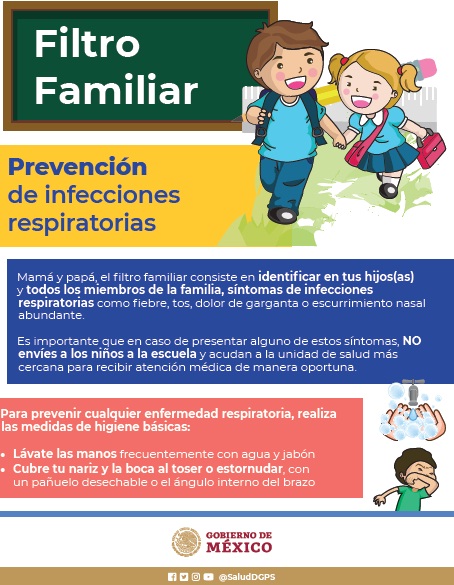 Filtro
Familiar
Prevención
de infecciones
respiratorias
Mamá y papá, el filtro familiar consiste en identificar en tus hijos(as)
y todos los miembros de la familia, síntomas de infecciones
respiratorias como fiebre, tos, dolor de garganta o escurrimiento nasal
abundante.
Es importante que en caso de presentar alguno de estos síntomas, NO
envíes a los niños a la escuela y acudan a la unidad de salud más
cercana para recibir atención médica de manera oportuna.
Para prevenir cualquier enfermedad respiratoria, realiza
las medidas de higiene básicas:
• Lávate las manos frecuentemente con agua y jabón
• Cubre tu nariz y la boca al toser o estornudar, con
un pañuelo desechable o el ángulo interno del brazo
GOBIERNO DE
MÉXICO
@SaludDGPS